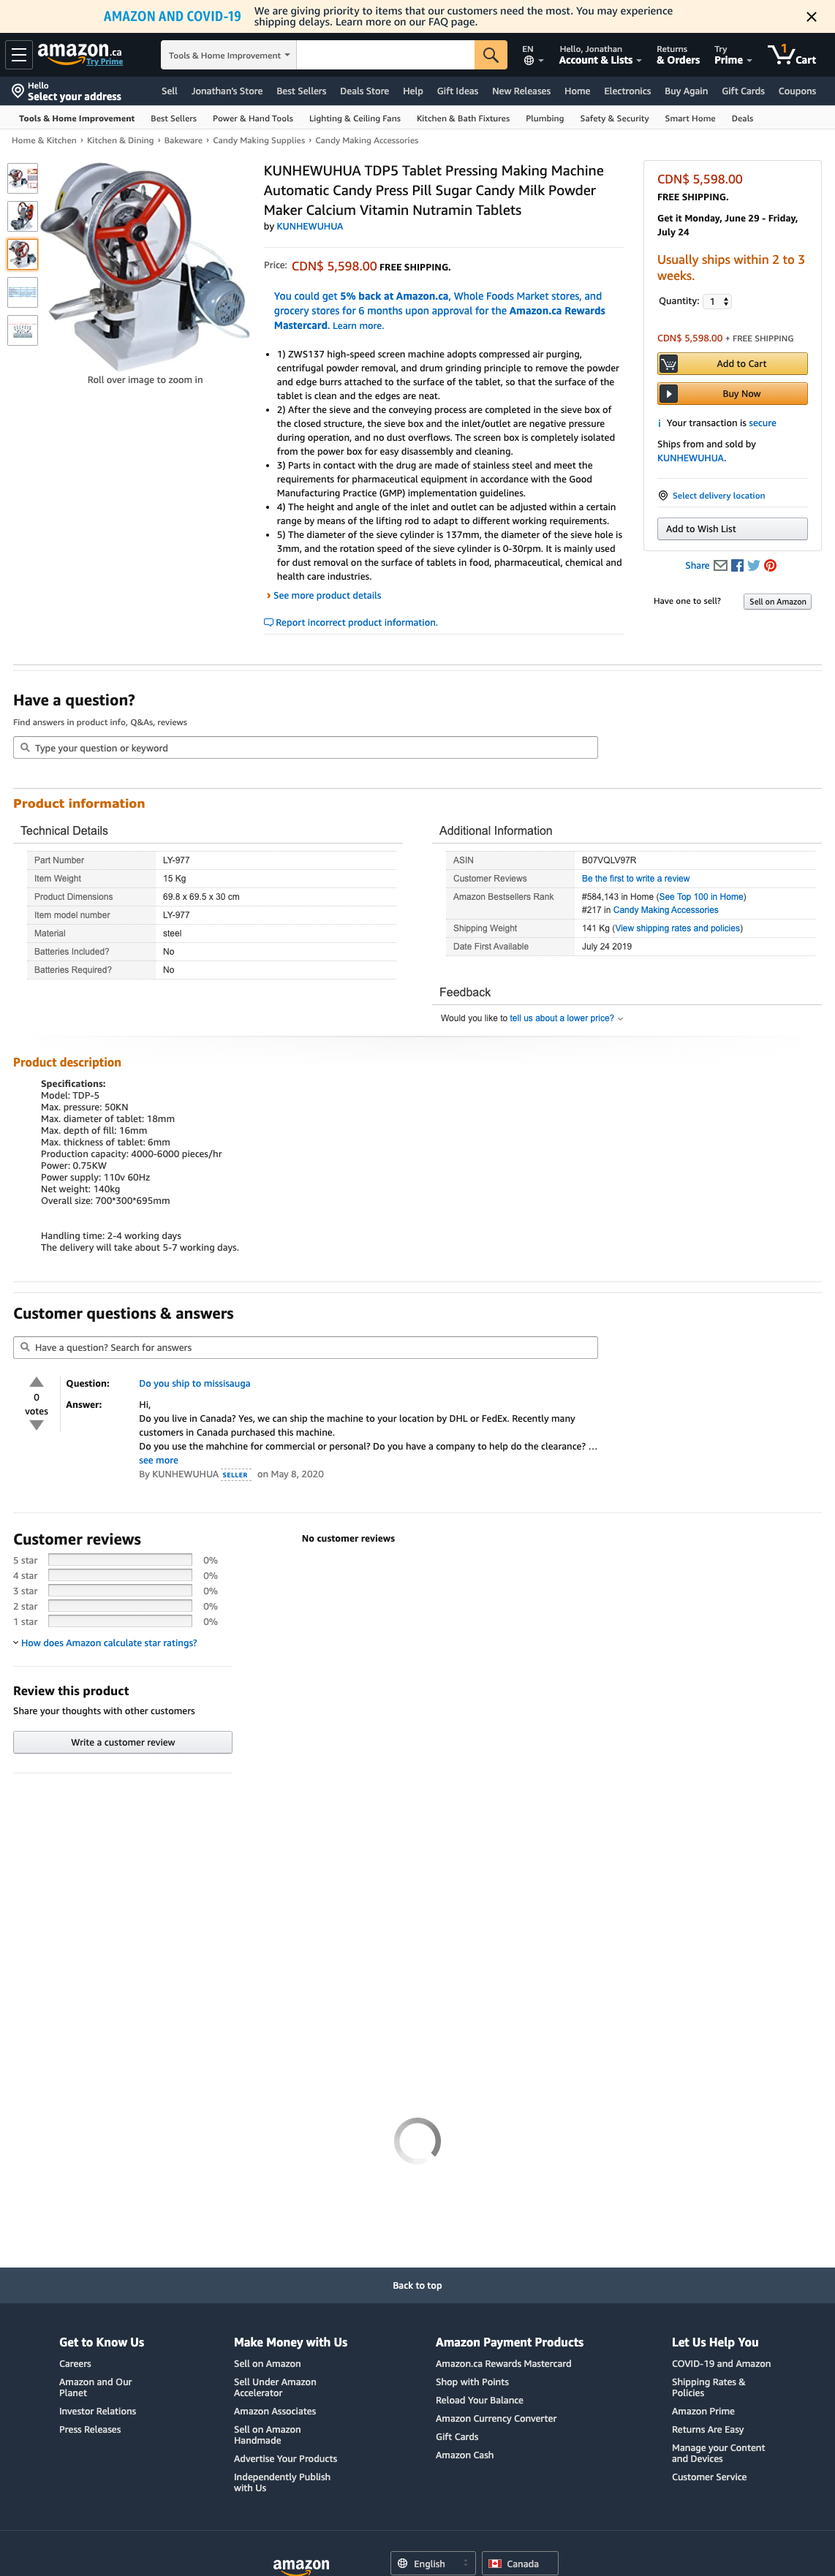 AMAZON AND COVID-19
We are giving priority to items that our customers need the most. You may experience
shipping delays. Learn more on our FAQ page.
amazon.ca
Try Prime
Tools & Home Improvement
EN
Hello, Jonathan
Account & Lists
Returns
& Orders
Try
Prime
1
Cart
Hello
Select your address
Sell Jonathan's Store Best Sellers Deals Store Help Gift Ideas New Releases Home Electronics Buy Again Gift Cards Coupons
Tools & Home Improvement Best Sellers Power & Hand Tools Lighting & Ceiling Fans Kitchen & Bath Fixtures Plumbing Safety & Security Smart Home Deals
Home & Kitchen › Kitchen & Dining › Bakeware › Candy Making Supplies › Candy Making Accessories
Roll over image to zoom in
KUNHEWUHUA TDP5 Tablet Pressing Making Machine
Automatic Candy Press Pill Sugar Candy Milk Powder
Maker Calcium Vitamin Nutramin Tablets
by KUNHEWUHUA
Price: CDN$ 5,598.00 FREE SHIPPING.
You could get 5% back at Amazon.ca, Whole Foods Market stores, and
grocery stores for 6 months upon approval for the Amazon.ca Rewards
Mastercard. Learn more.
• 1) ZWS137 high-speed screen machine adopts compressed air purging,
centrifugal powder removal, and drum grinding principle to remove the powder
and edge burrs attached to the surface of the tablet, so that the surface of the
tablet is clean and the edges are neat.
• 2) After the sieve and the conveying process are completed in the sieve box of
the closed structure, the sieve box and the inlet/outlet are negative pressure
during operation, and no dust overflows. The screen box is completely isolated
from the power box for easy disassembly and cleaning.
• 3) Parts in contact with the drug are made of stainless steel and meet the
requirements for pharmaceutical equipment in accordance with the Good
Manufacturing Practice (GMP) implementation guidelines.
• 4) The height and angle of the inlet and outlet can be adjusted within a certain
range by means of the lifting rod to adapt to different working requirements.
• 5) The diameter of the sieve cylinder is 137mm, the diameter of the sieve hole is
3mm, and the rotation speed of the sieve cylinder is 0-30rpm. It is mainly used
for dust removal on the surface of tablets in food, pharmaceutical, chemical and
health care industries.
› See more product details
Report incorrect product information.
CDN$ 5,598.00
FREE SHIPPING.
Get it Monday, June 29 - Friday,
July 24
Usually ships within 2 to 3
weeks.
Quantity: 1
CDN$ 5,598.00 + FREE SHIPPING
Add to Cart
Buy Now
Your transaction is secure
Ships from and sold by
KUNHEWUHUA.
Select delivery location
Add to Wish List
Share
Have one to sell? Sell on Amazon
Have a question?
Find answers in product info, Q&As, reviews
Type your question or keyword
Product information
Technical Details
Part Number LY-977
Item Weight 15 Kg
Product Dimensions 69.8 x 69.5 x 30 cm
Item model number LY-977
Material steel
Batteries Included? No
Batteries Required? No
Additional Information
ASIN B07VQLV97R
Customer Reviews Be the first to write a review
Amazon Bestsellers Rank #584,143 in Home (See Top 100 in Home)
#217 in Candy Making Accessories
Shipping Weight 141 Kg (View shipping rates and policies)
Date First Available July 24 2019
Feedback
Would you like to tell us about a lower price?
Product description
Specifications:
Model: TDP-5
Max. pressure: 50KN
Max. diameter of tablet: 18mm
Max. depth of fill: 16mm
Max. thickness of tablet: 6mm
Production capacity: 4000-6000 pieces/hr
Power: 0.75KW
Power supply: 110v 60Hz
Net weight: 140kg
Overall size: 700*300*695mm
Handling time: 2-4 working days
The delivery will take about 5-7 working days.
Customer questions & answers
Have a question? Search for answers
0
votes
Question: Do you ship to missisauga
Answer: Hi,
Do you live in Canada? Yes, we can ship the machine to your location by DHL or FedEx. Recently many
customers in Canada purchased this machine.
Do you use the mahchine for commercial or personal? Do you have a company to help do the clearance? …
see more
By KUNHEWUHUA SELLER on May 8, 2020
Customer reviews
5 star 0%
4 star 0%
3 star 0%
2 star 0%
1 star 0%
How does Amazon calculate star ratings?
No customer reviews
Review this product
Share your thoughts with other customers
Write a customer review
Back to top
Get to Know Us
Careers
Amazon and Our
Planet
Investor Relations
Press Releases
Make Money with Us
Sell on Amazon
Sell Under Amazon
Accelerator
Amazon Associates
Sell on Amazon
Handmade
Advertise Your Products
Independently Publish
with Us
Amazon Payment Products
Amazon.ca Rewards Mastercard
Shop with Points
Reload Your Balance
Amazon Currency Converter
Gift Cards
Amazon Cash
Let Us Help You
COVID-19 and Amazon
Shipping Rates &
Policies
Amazon Prime
Returns Are Easy
Manage your Content
and Devices
Customer Service
amazon
English
Canada